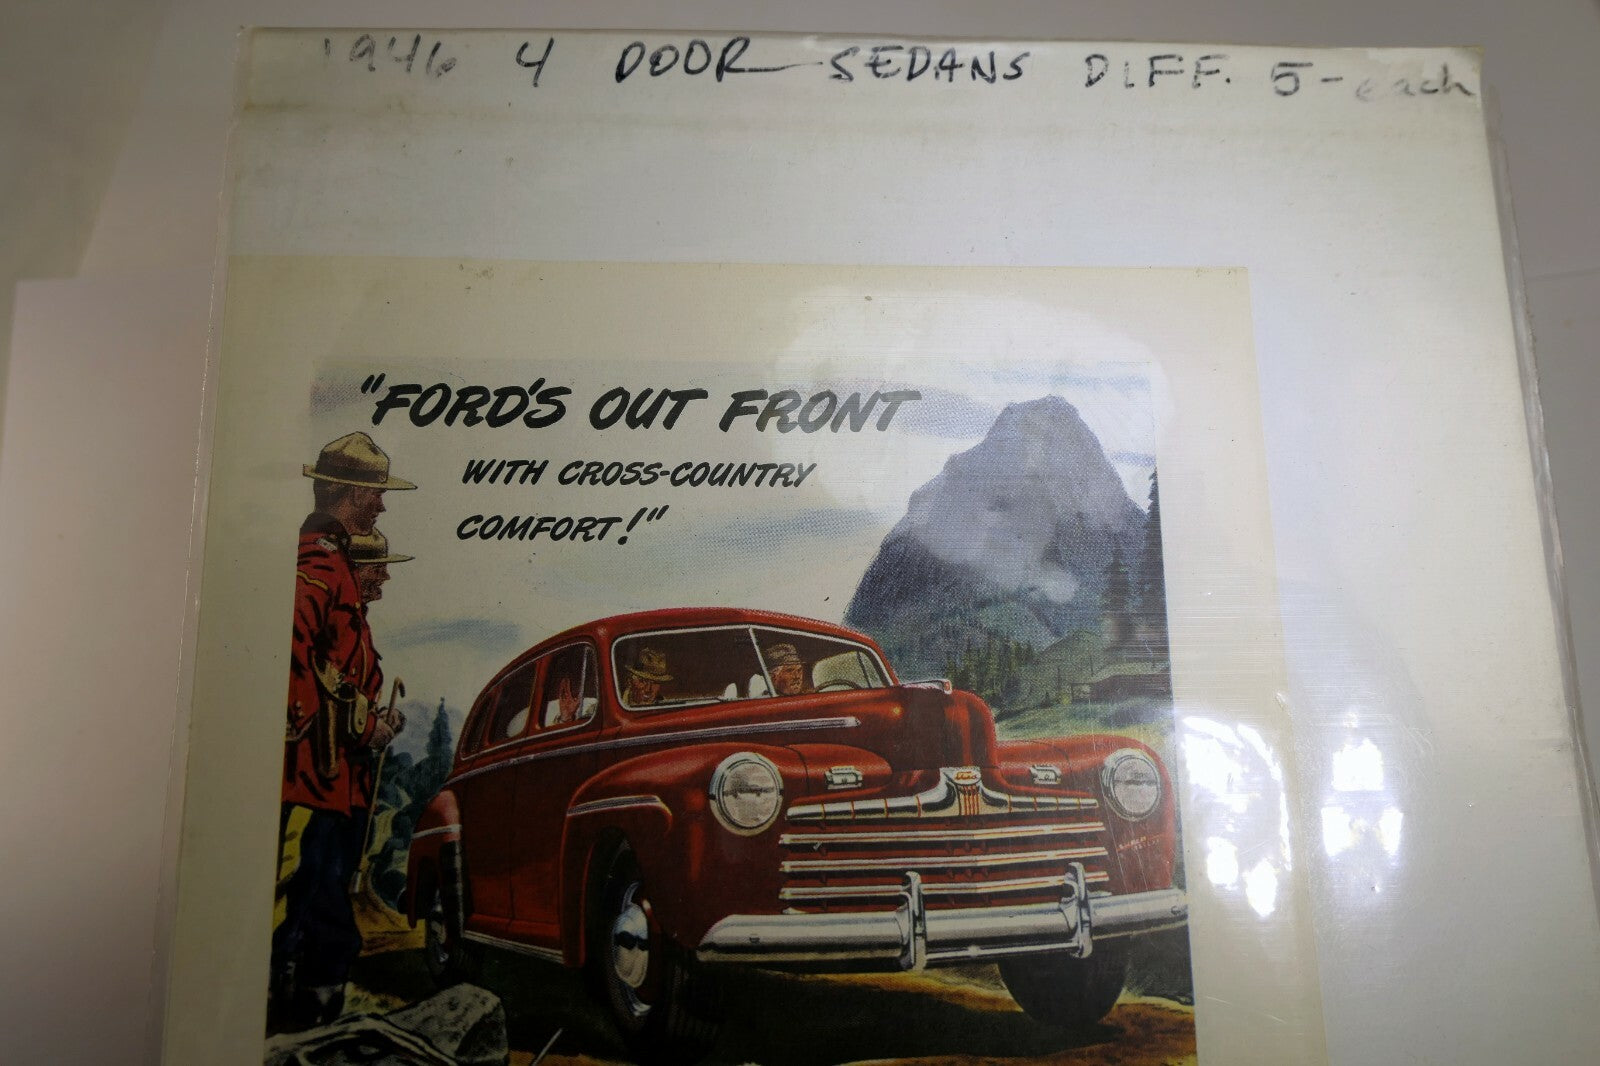 1946 4 DOOR SEDANS DIFF. 5- each
"FORD'S OUT FRONT
WITH CROSS-COUNTRY
COMFORT!"